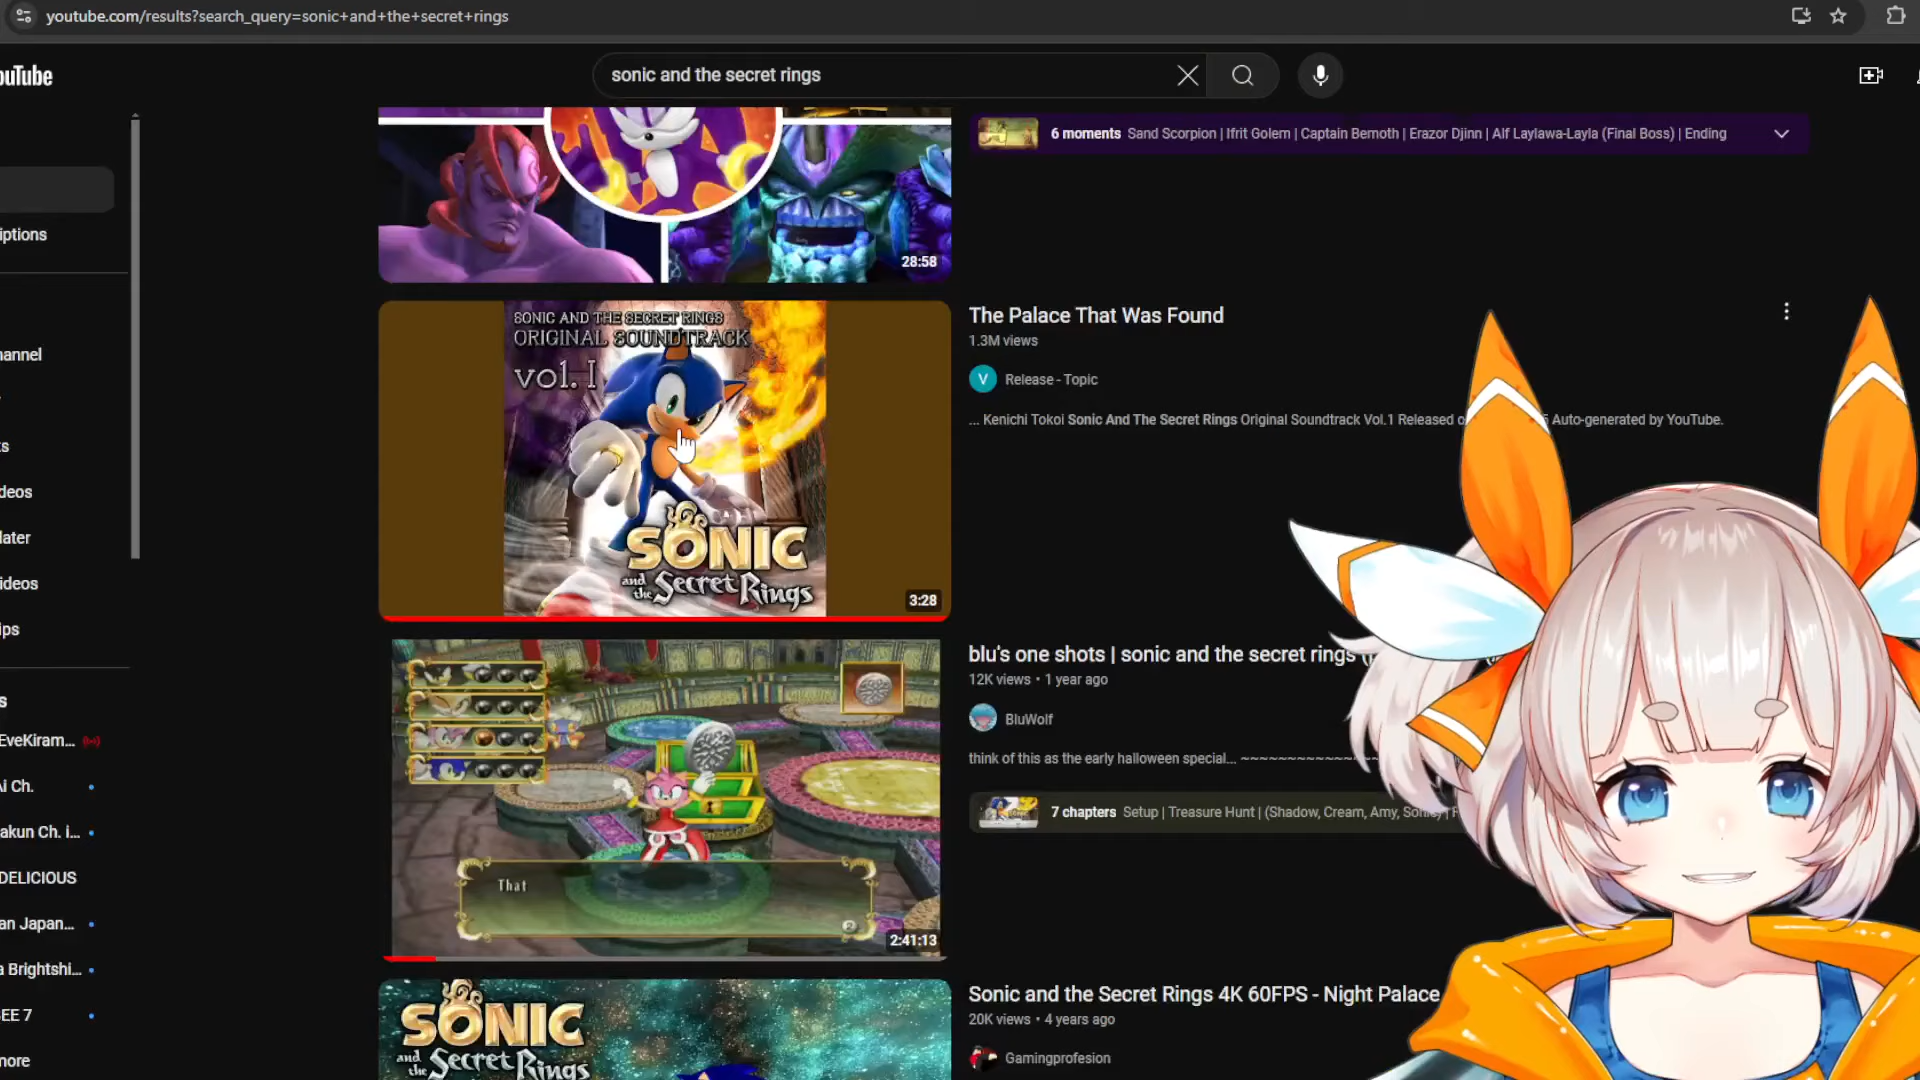 youtube.com/results?search_query=sonic+and+the+secret+rings
ouTube
sonic and the secret rings
6 moments Sand Scorpion | Ifrit Golem | Captain Bemoth | Erazor Djinn | Alf Laylawa-Layla (Final Boss) | Ending
28:58
iptions
SONIC AND THE SECRET RINGS
ORIGINAL SOUNDTRACK
vol. I
SONIC
and the Secret Rings
3:28
The Palace That Was Found
1.3M views
V Release - Topic
... Kenichi Tokoi Sonic And The Secret Rings Original Soundtrack Vol.1 Released o 5 Auto-generated by YouTube.
hannel
ts
deos
later
ideos
ips
blu's one shots | sonic and the secret rings (
12K views • 1 year ago
BluWolf
think of this as the early halloween special... ~~~~~~~~~~~~~~~
7 chapters Setup | Treasure Hunt | (Shadow, Cream, Amy, Sonic) | F
That
2:41:13
s
EveKiram...
Ai Ch.
akun Ch. i...
DELICIOUS
an Japan...
a Brightshi...
EE 7
more
Sonic and the Secret Rings 4K 60FPS - Night Palace
20K views • 4 years ago
Gamingprofesion
SONIC
and the Secret Rings